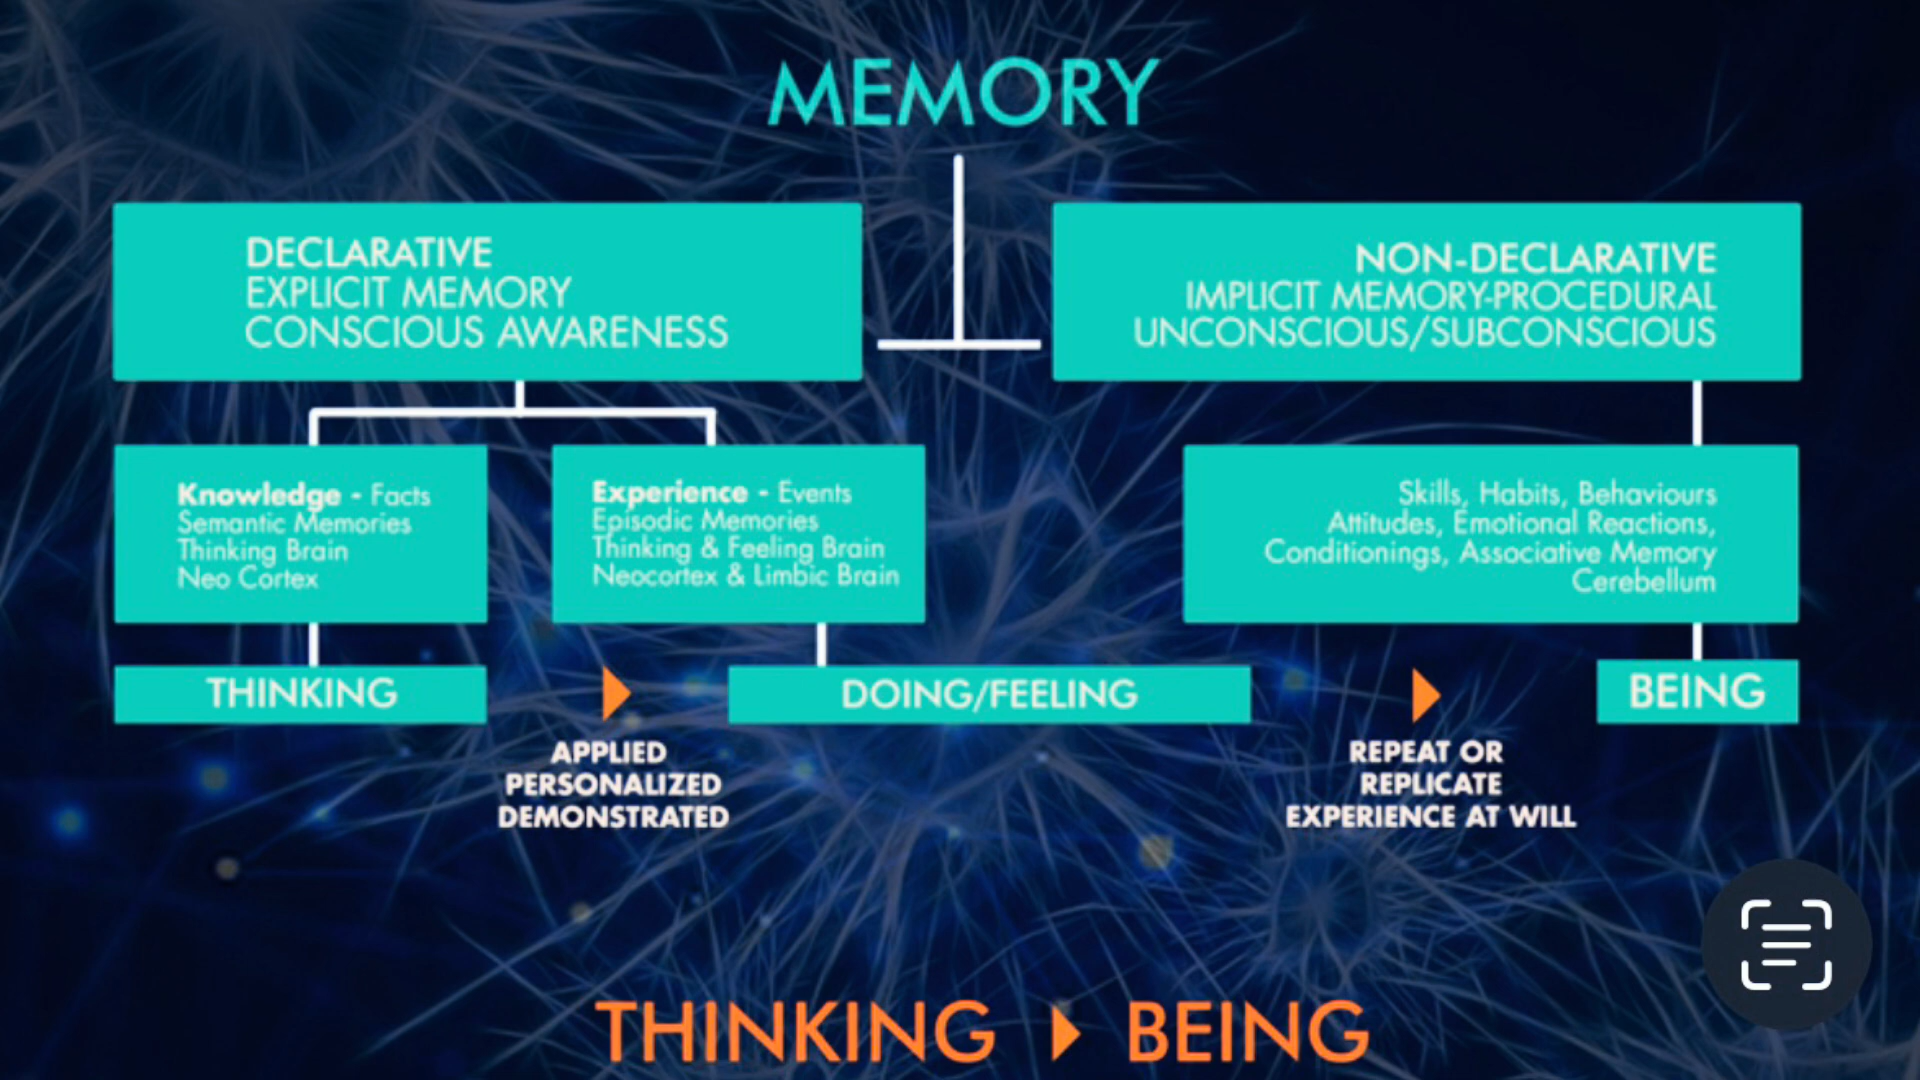 MEMORY
DECLARATIVE
EXPLICIT MEMORY
CONSCIOUS AWARENESS
NON-DECLARATIVE
IMPLICIT MEMORY-PROCEDURAL
UNCONSCIOUS/SUBCONSCIOUS
Knowledge - Facts
Semantic Memories
Thinking Brain
Neo Cortex
Experience - Events
Episodic Memories
Thinking & Feeling Brain
Neocortex & Limbic Brain
Skills, Habits, Behaviours
Attitudes, Emotional Reactions,
Conditionings, Associative Memory
Cerebellum
THINKING
DOING/FEELING
BEING
APPLIED
PERSONALIZED
DEMONSTRATED
REPEAT OR
REPLICATE
EXPERIENCE AT WILL
THINKING BEING